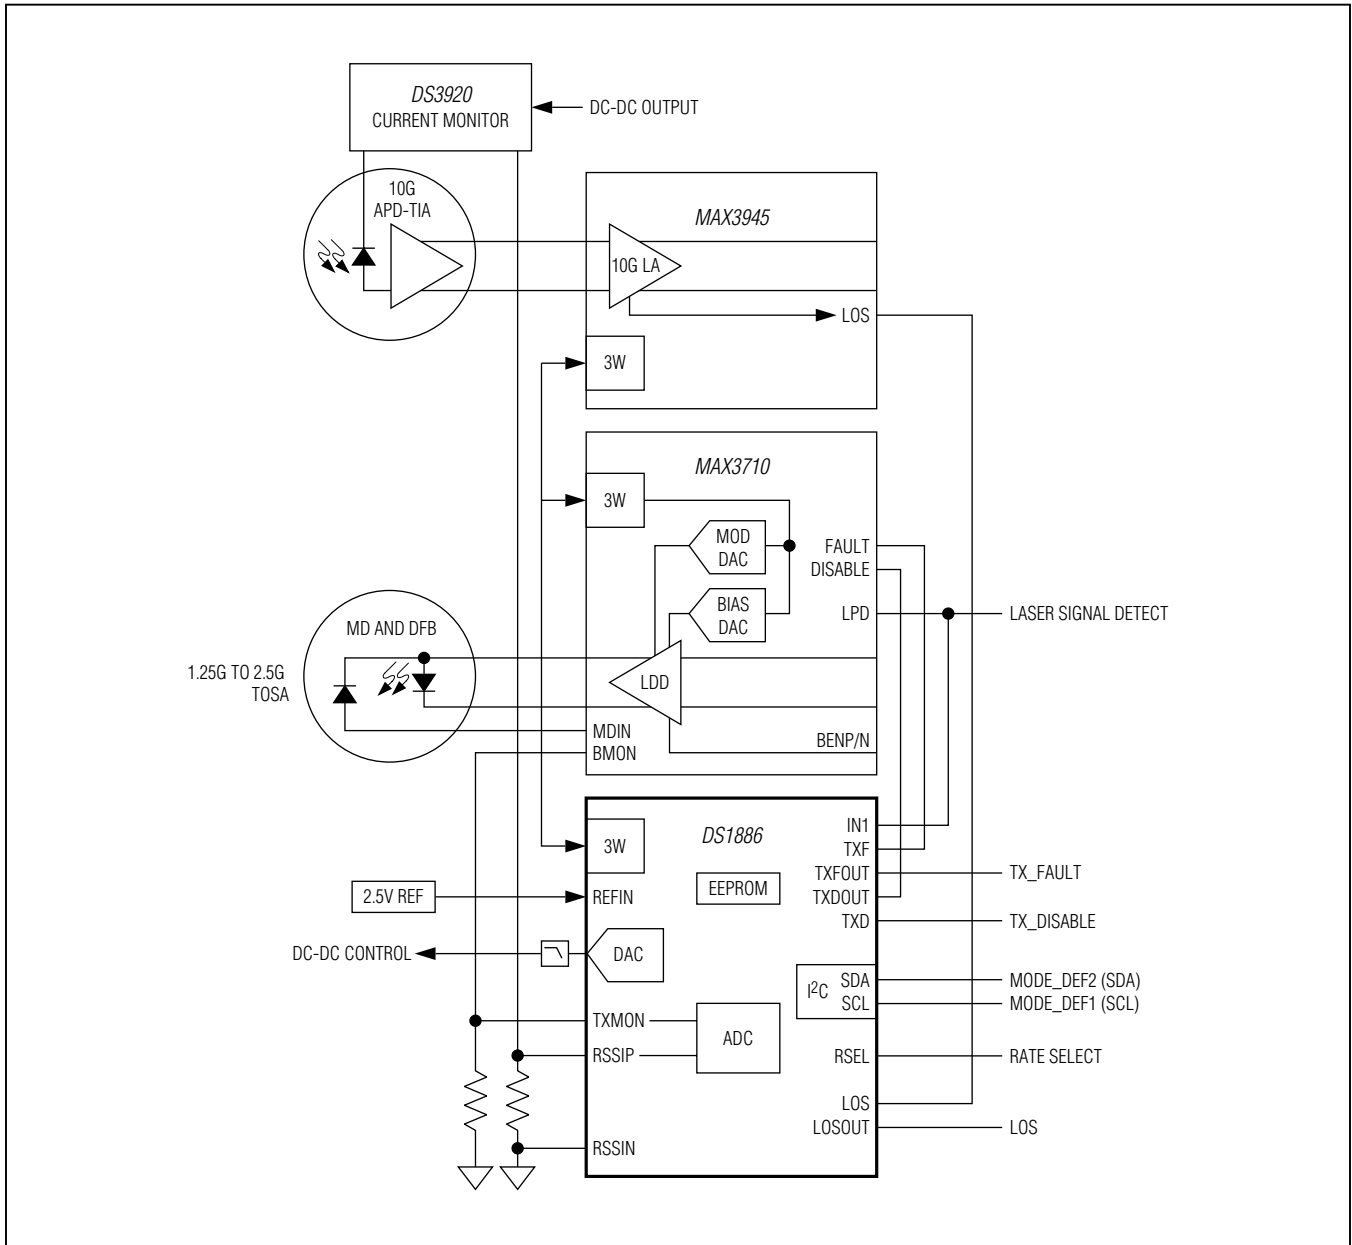 DS3920
CURRENT MONITOR
DC-DC OUTPUT
10G
APD-TIA
MAX3945
10G LA
LOS
3W
MAX3710
3W
MOD
DAC
FAULT
DISABLE
BIAS
DAC
LPD
LASER SIGNAL DETECT
MD AND DFB
1.25G TO 2.5G
TOSA
LDD
MDIN
BMON
BENP/N
DS1886
3W
IN1
TXF
EEPROM
TXFOUT
TX_FAULT
2.5V REF
REFIN
TXDOUT
TXD
TX_DISABLE
DC-DC CONTROL
DAC
I²C
SDA
MODE_DEF2 (SDA)
SCL
MODE_DEF1 (SCL)
TXMON
ADC
RSSIP
RSEL
RATE SELECT
LOS
LOSOUT
LOS
RSSIN